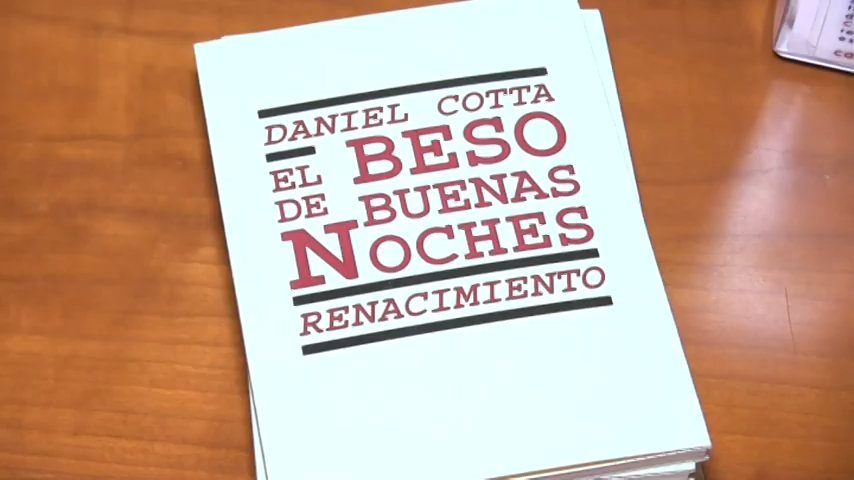 DANIEL COTTA
EL BESO
DE BUENAS
NOCHES
RENACIMIENTO